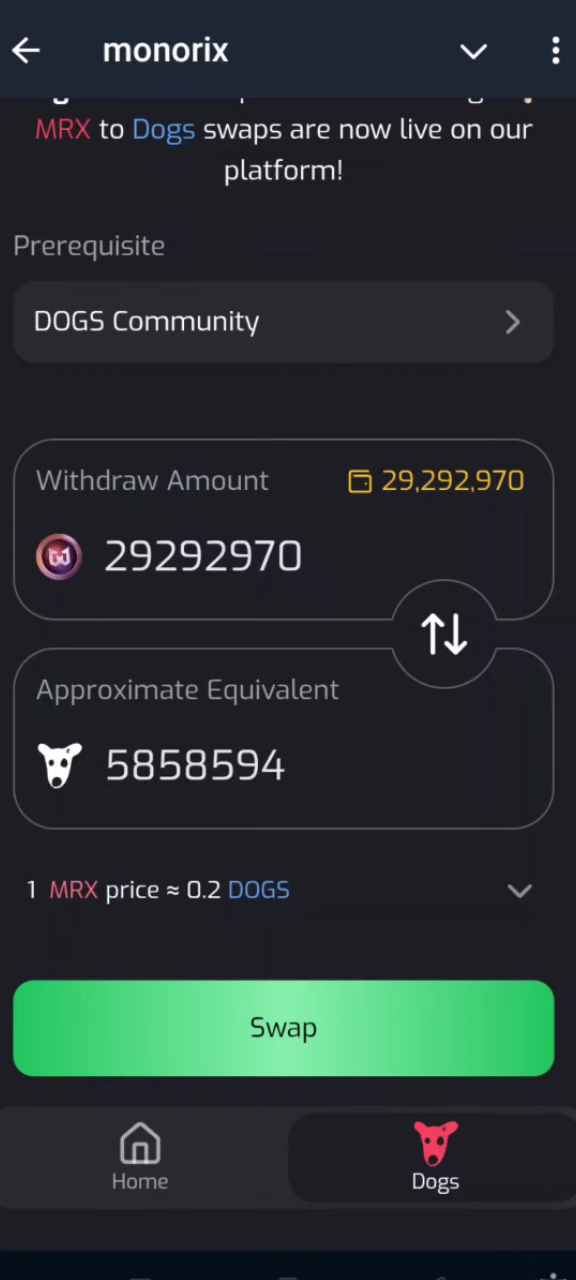 monorix
MRX to Dogs swaps are now live on our
platform!
Prerequisite
DOGS Community
Withdraw Amount
29,292,970
29292970
Approximate Equivalent
5858594
1 MRX price ≈ 0.2 DOGS
Swap
Home
Dogs